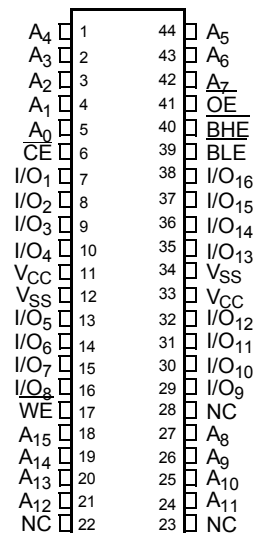 A4 1 44 A5
A3 2 43 A6
A2 3 42 A7
A1 4 41 OE
A0 5 40 BHE
CE 6 39 BLE
I/O1 7 38 I/O16
I/O2 8 37 I/O15
I/O3 9 36 I/O14
I/O4 10 35 I/O13
VCC 11 34 VSS
VSS 12 33 VCC
I/O5 13 32 I/O12
I/O6 14 31 I/O11
I/O7 15 30 I/O10
I/O8 16 29 I/O9
WE 17 28 NC
A15 18 27 A8
A14 19 26 A9
A13 20 25 A10
A12 21 24 A11
NC 22 23 NC